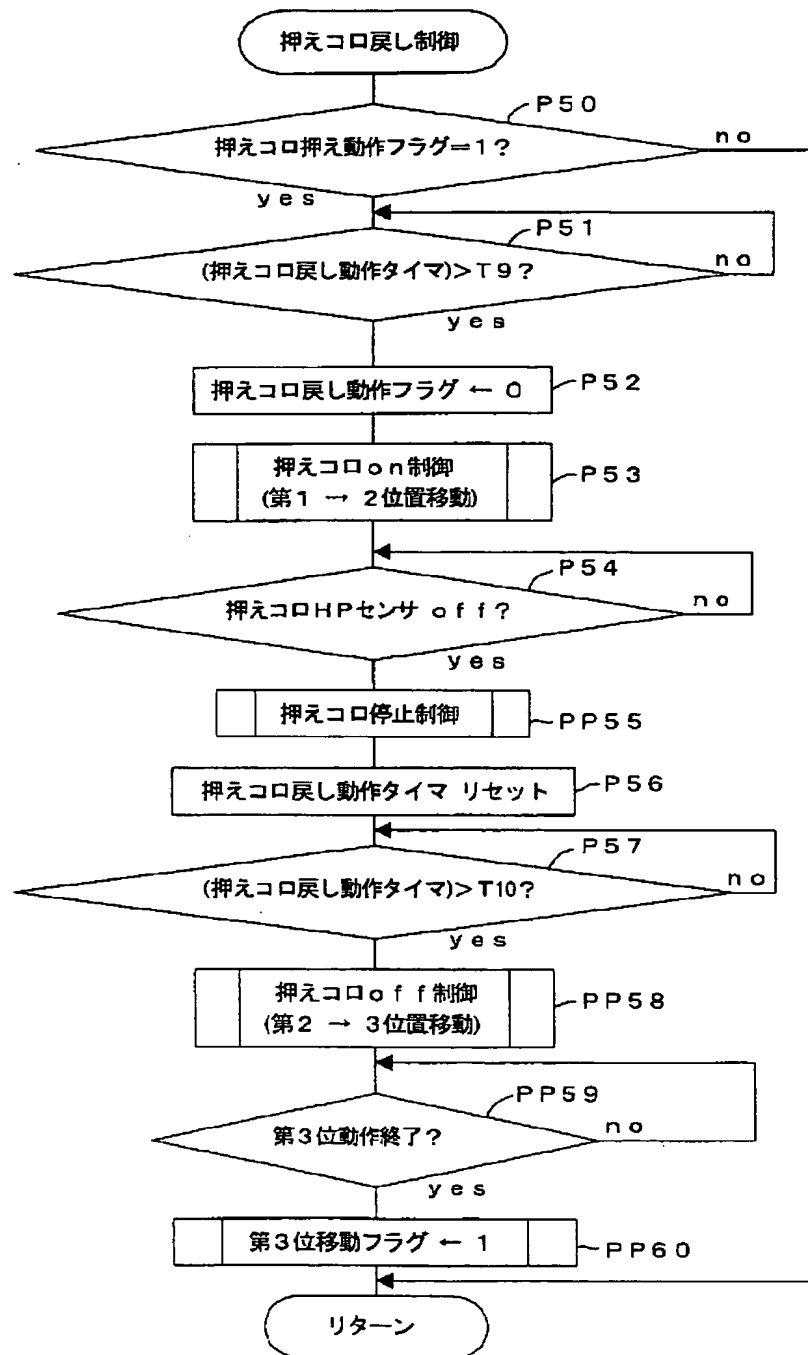 押えコロ戻し制御
P50
押えコロ押え動作フラグ=1?
no
yes
P51
(押えコロ戻し動作タイマ)>T9?
no
yes
押えコロ戻し動作フラグ ← 0
P52
押えコロon制御
(第1 → 2位置移動)
P53
P54
押えコロHPセンサ off?
no
yes
押えコロ停止制御
PP55
押えコロ戻し動作タイマ リセット
P56
P57
(押えコロ戻し動作タイマ)>T10?
no
yes
押えコロoff制御
(第2 → 3位置移動)
PP58
PP59
第3位動作終了?
no
yes
第3位移動フラグ ← 1
PP60
リターン